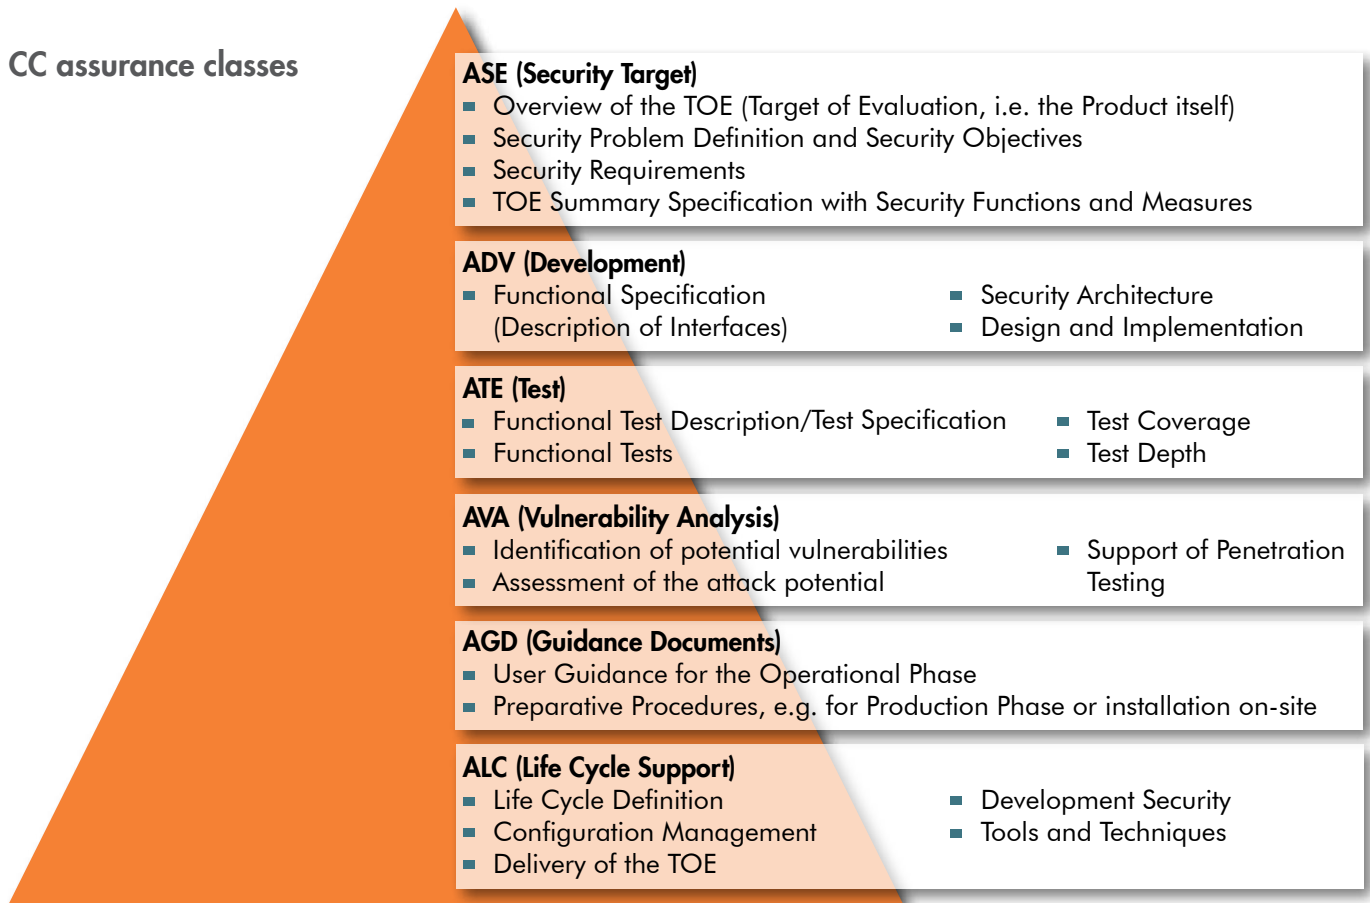 CC assurance classes
ASE (Security Target)
Overview of the TOE (Target of Evaluation, i.e. the Product itself)
Security Problem Definition and Security Objectives
Security Requirements
TOE Summary Specification with Security Functions and Measures
ADV (Development)
Functional Specification
(Description of Interfaces)
Security Architecture
Design and Implementation
ATE (Test)
Functional Test Description/Test Specification
Functional Tests
Test Coverage
Test Depth
AVA (Vulnerability Analysis)
Identification of potential vulnerabilities
Assessment of the attack potential
Support of Penetration
Testing
AGD (Guidance Documents)
User Guidance for the Operational Phase
Preparative Procedures, e.g. for Production Phase or installation on-site
ALC (Life Cycle Support)
Life Cycle Definition
Configuration Management
Delivery of the TOE
Development Security
Tools and Techniques